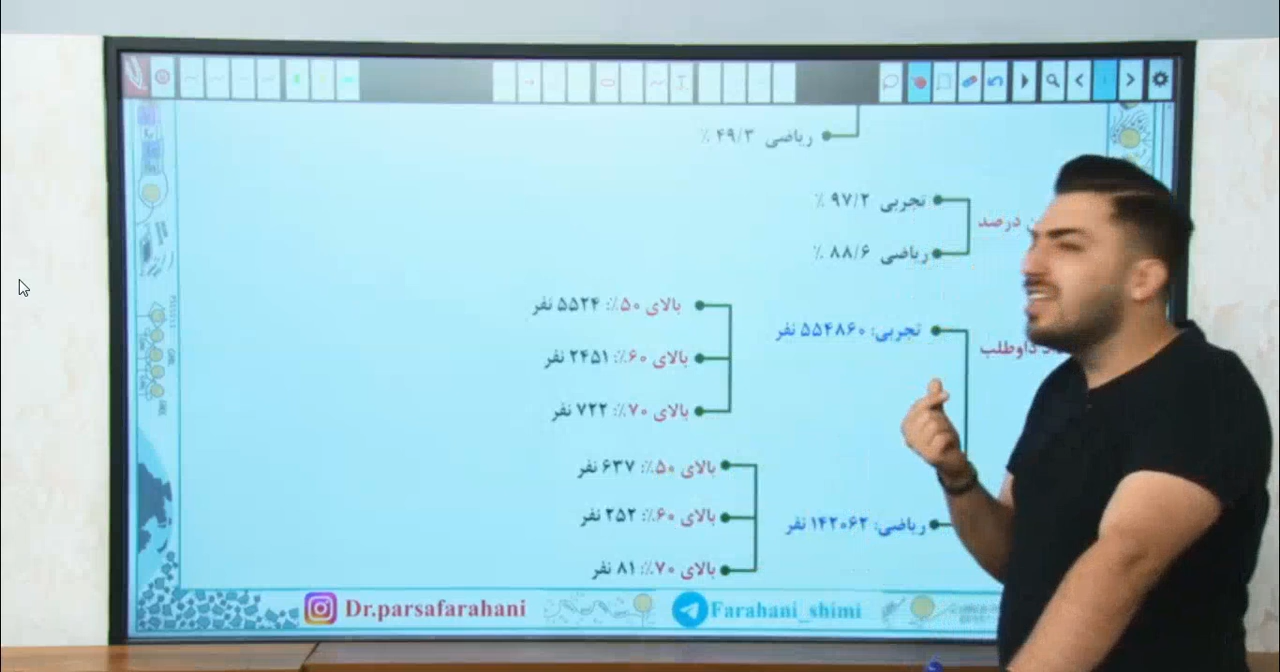 ریاضی ۴۹/۳ ٪
تجربی ۹۷/۲ ٪
درصد
ریاضی ۸۸/۶ ٪
بالای ۵۰٪: ۵۵۲۴ نفر
تجربی: ۵۵۴۸۶۰ نفر
داوطلب
بالای ۶۰٪: ۲۴۵۱ نفر
بالای ۷۰٪: ۷۲۲ نفر
بالای ۵۰٪: ۶۳۷ نفر
بالای ۶۰٪: ۲۵۲ نفر
ریاضی: ۱۴۲۰۶۲ نفر
بالای ۷۰٪: ۸۱ نفر
Dr.parsafarahani
Farahani_shimi